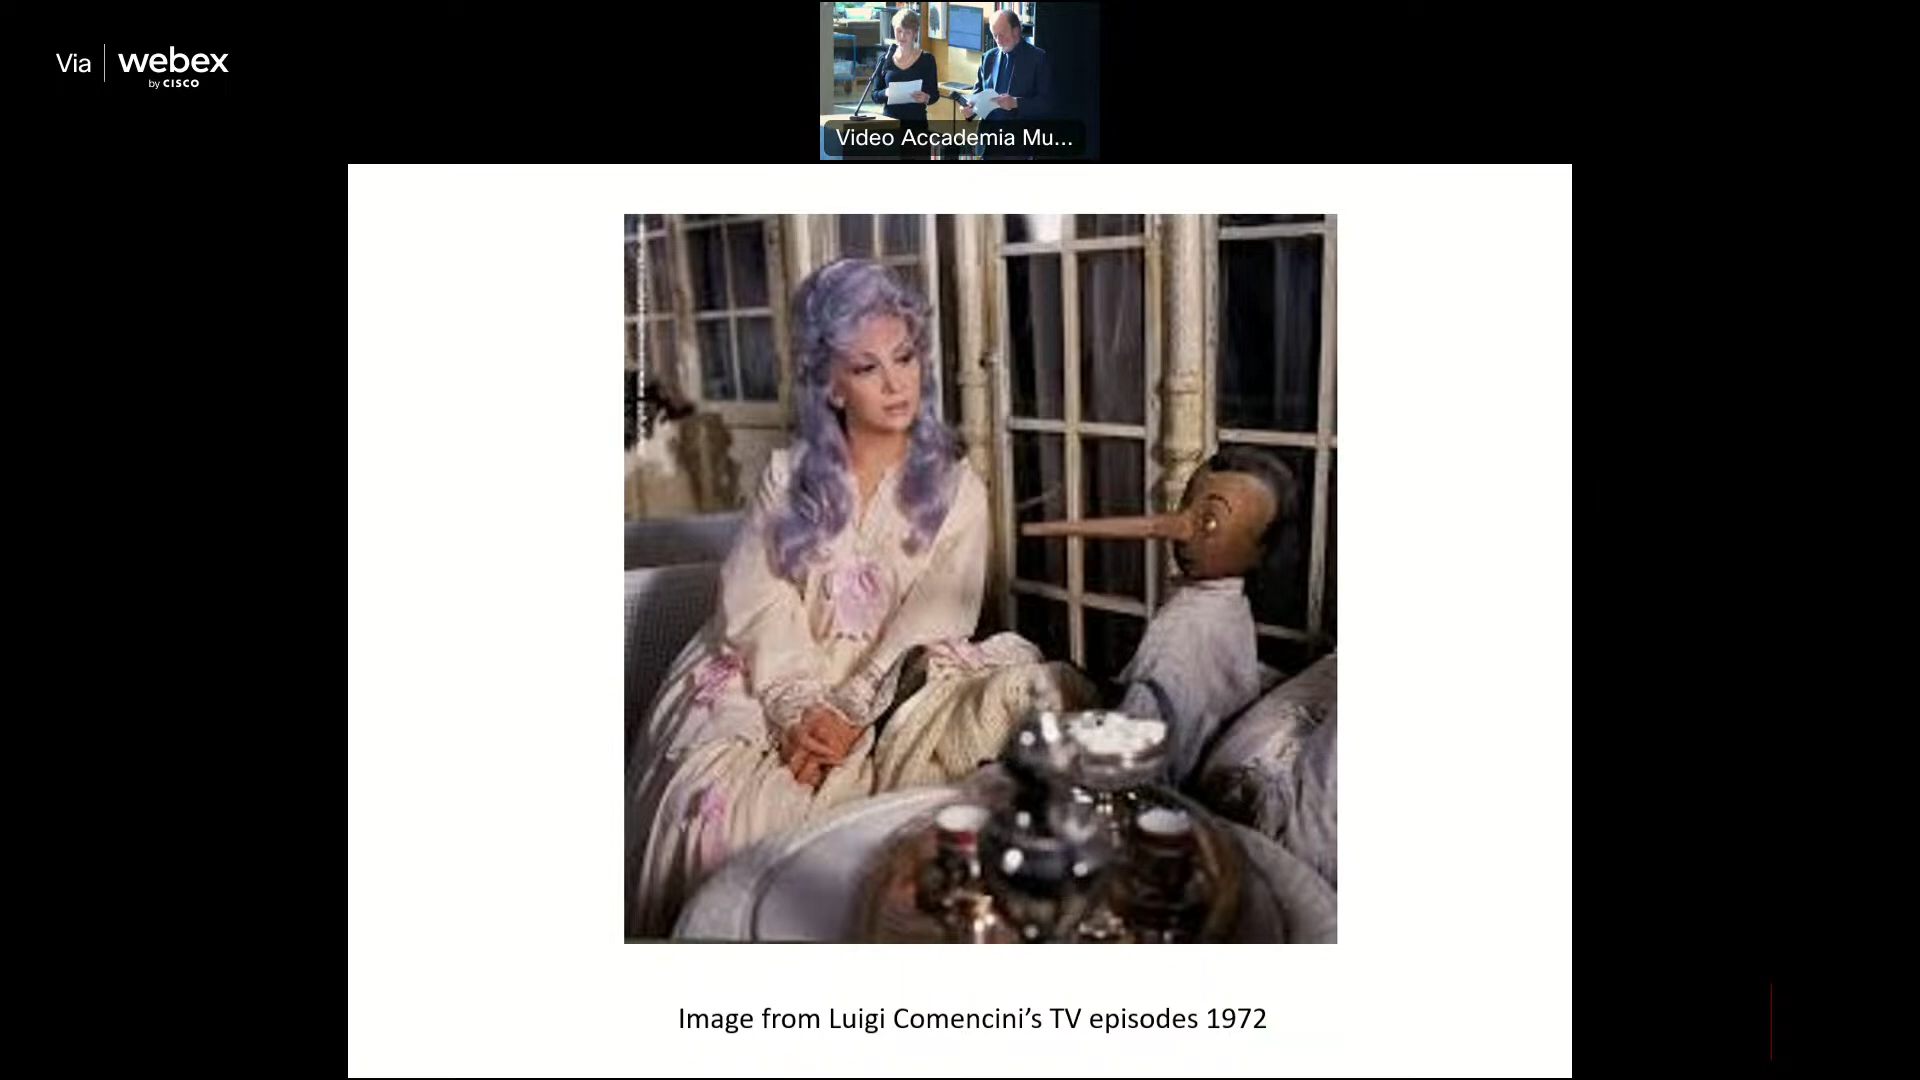 Via webex
by CISCO
Video Accademia Mu...
Image from Luigi Comencini’s TV episodes 1972